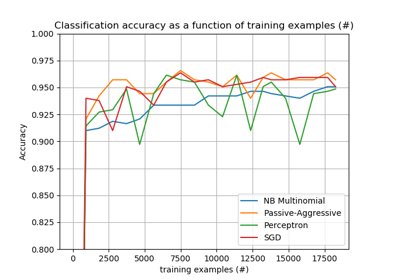 Classification accuracy as a function of training examples (#)
1.000
0.975
0.950
0.925
0.900
0.875
0.850
0.825
0.800
Accuracy
NB Multinomial
Passive-Aggressive
Perceptron
SGD
0 2500 5000 7500 10000 12500 15000 17500
training examples (#)